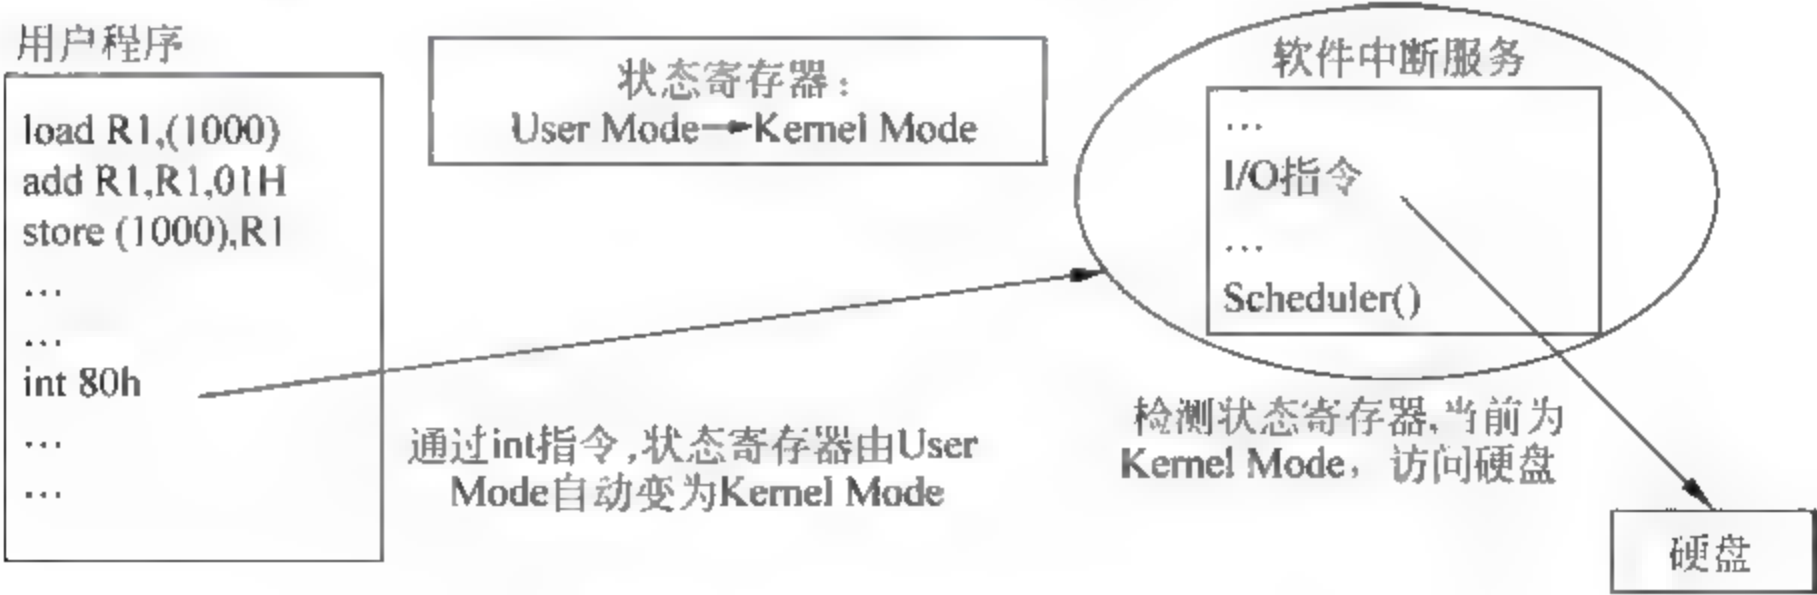 用户程序
load R1,(1000)
add R1,R1,01H
store (1000),R1
…
…
int 80h
…
…
状态寄存器：
User Mode→Kernel Mode
通过int指令,状态寄存器由User
Mode自动变为Kernel Mode
软件中断服务
…
I/O指令
…
Scheduler()
检测状态寄存器,当前为
Kernel Mode，访问硬盘
硬盘